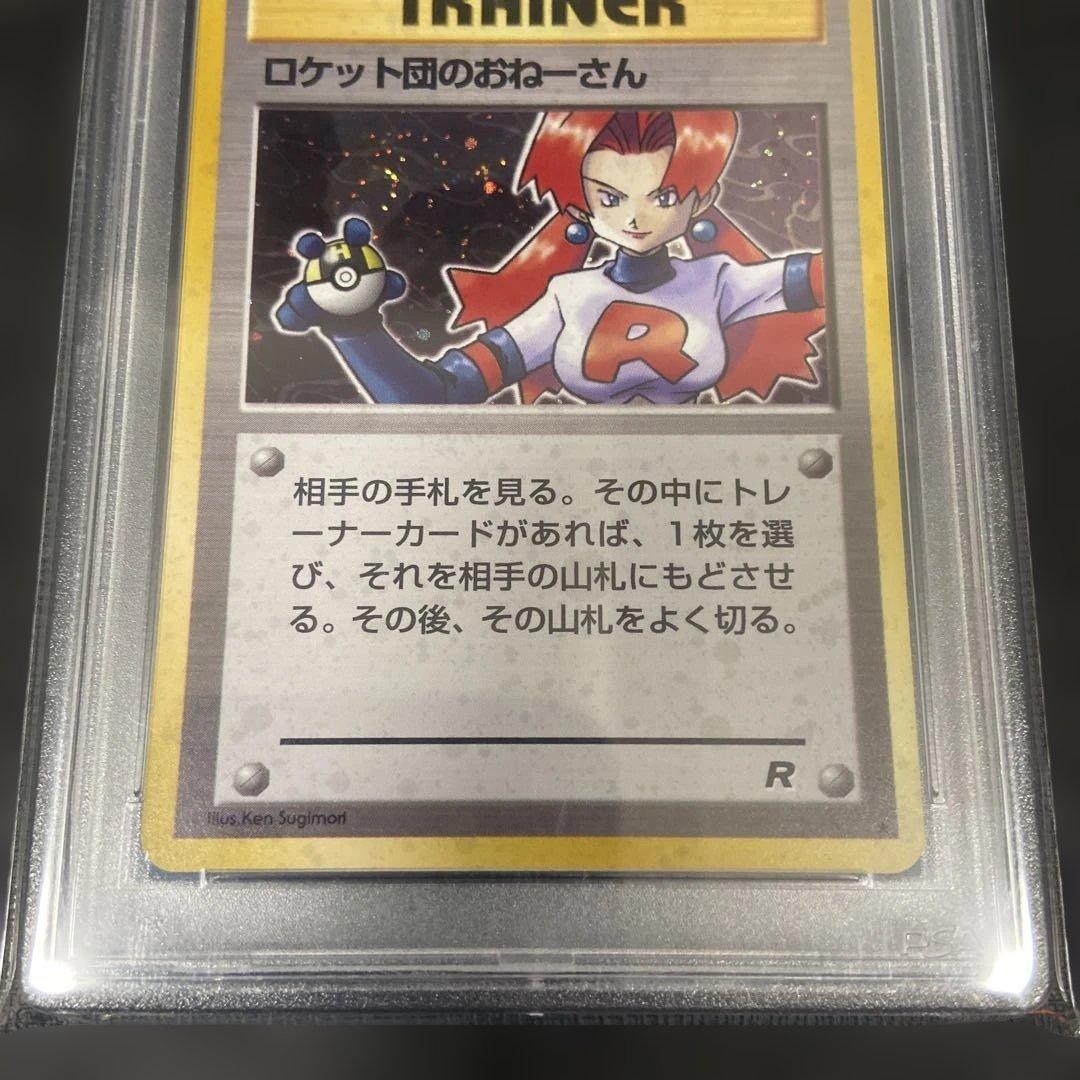 TRAINER
ロケット団のおねーさん
H
R
相手の手札を見る。その中にトレ
ーナーカードがあれば、1枚を選
び、それを相手の山札にもどさせ
る。その後、その山札をよく切る。
R
Illus.Ken Sugimori
PSA